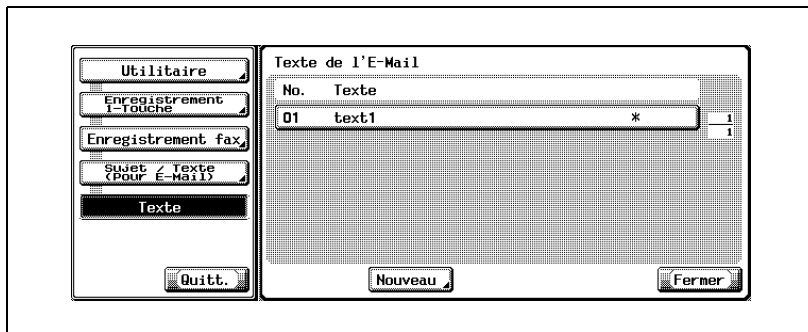 Utilitaire
Enregistrement
1-Touche
Enregistrement fax
Sujet / Texte
(Pour E-Mail)
Texte
Quitt.
Texte de l'E-Mail
No. Texte
01 text1 *
1
1
Nouveau
Fermer